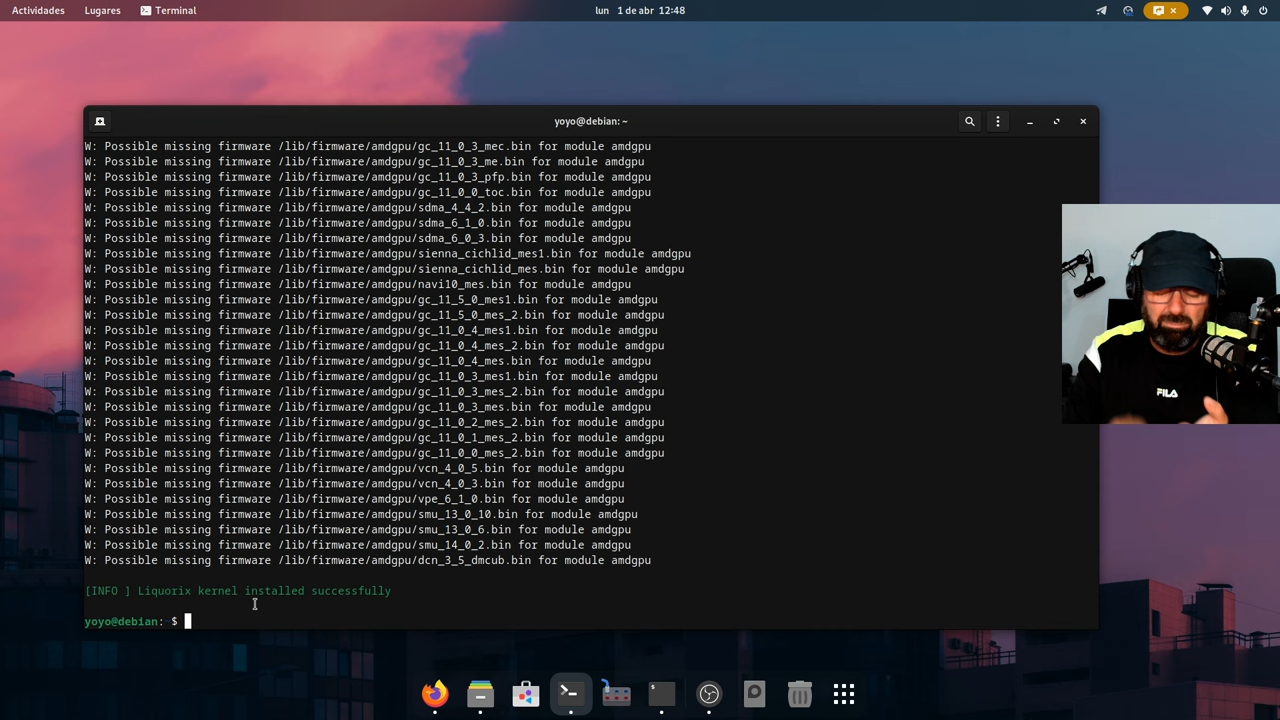 Actividades
Lugares
Terminal
lun 1 de abr 12:48
yoyo@debian: ~
W: Possible missing firmware /lib/firmware/amdgpu/gc_11_0_3_mec.bin for module amdgpu
W: Possible missing firmware /lib/firmware/amdgpu/gc_11_0_3_me.bin for module amdgpu
W: Possible missing firmware /lib/firmware/amdgpu/gc_11_0_3_pfp.bin for module amdgpu
W: Possible missing firmware /lib/firmware/amdgpu/gc_11_0_0_toc.bin for module amdgpu
W: Possible missing firmware /lib/firmware/amdgpu/sdma_4_4_2.bin for module amdgpu
W: Possible missing firmware /lib/firmware/amdgpu/sdma_6_1_0.bin for module amdgpu
W: Possible missing firmware /lib/firmware/amdgpu/sdma_6_0_3.bin for module amdgpu
W: Possible missing firmware /lib/firmware/amdgpu/sienna_cichlid_mes1.bin for module amdgpu
W: Possible missing firmware /lib/firmware/amdgpu/sienna_cichlid_mes.bin for module amdgpu
W: Possible missing firmware /lib/firmware/amdgpu/navi10_mes.bin for module amdgpu
W: Possible missing firmware /lib/firmware/amdgpu/gc_11_5_0_mes1.bin for module amdgpu
W: Possible missing firmware /lib/firmware/amdgpu/gc_11_5_0_mes_2.bin for module amdgpu
W: Possible missing firmware /lib/firmware/amdgpu/gc_11_0_4_mes1.bin for module amdgpu
W: Possible missing firmware /lib/firmware/amdgpu/gc_11_0_4_mes_2.bin for module amdgpu
W: Possible missing firmware /lib/firmware/amdgpu/gc_11_0_4_mes.bin for module amdgpu
W: Possible missing firmware /lib/firmware/amdgpu/gc_11_0_3_mes1.bin for module amdgpu
W: Possible missing firmware /lib/firmware/amdgpu/gc_11_0_3_mes_2.bin for module amdgpu
W: Possible missing firmware /lib/firmware/amdgpu/gc_11_0_3_mes.bin for module amdgpu
W: Possible missing firmware /lib/firmware/amdgpu/gc_11_0_2_mes_2.bin for module amdgpu
W: Possible missing firmware /lib/firmware/amdgpu/gc_11_0_1_mes_2.bin for module amdgpu
W: Possible missing firmware /lib/firmware/amdgpu/gc_11_0_0_mes_2.bin for module amdgpu
W: Possible missing firmware /lib/firmware/amdgpu/vcn_4_0_5.bin for module amdgpu
W: Possible missing firmware /lib/firmware/amdgpu/vcn_4_0_3.bin for module amdgpu
W: Possible missing firmware /lib/firmware/amdgpu/vpe_6_1_0.bin for module amdgpu
W: Possible missing firmware /lib/firmware/amdgpu/smu_13_0_10.bin for module amdgpu
W: Possible missing firmware /lib/firmware/amdgpu/smu_13_0_6.bin for module amdgpu
W: Possible missing firmware /lib/firmware/amdgpu/smu_14_0_2.bin for module amdgpu
W: Possible missing firmware /lib/firmware/amdgpu/dcn_3_5_dmcub.bin for module amdgpu
[INFO ] Liquorix kernel installed successfully
yoyo@debian:~$
FILA